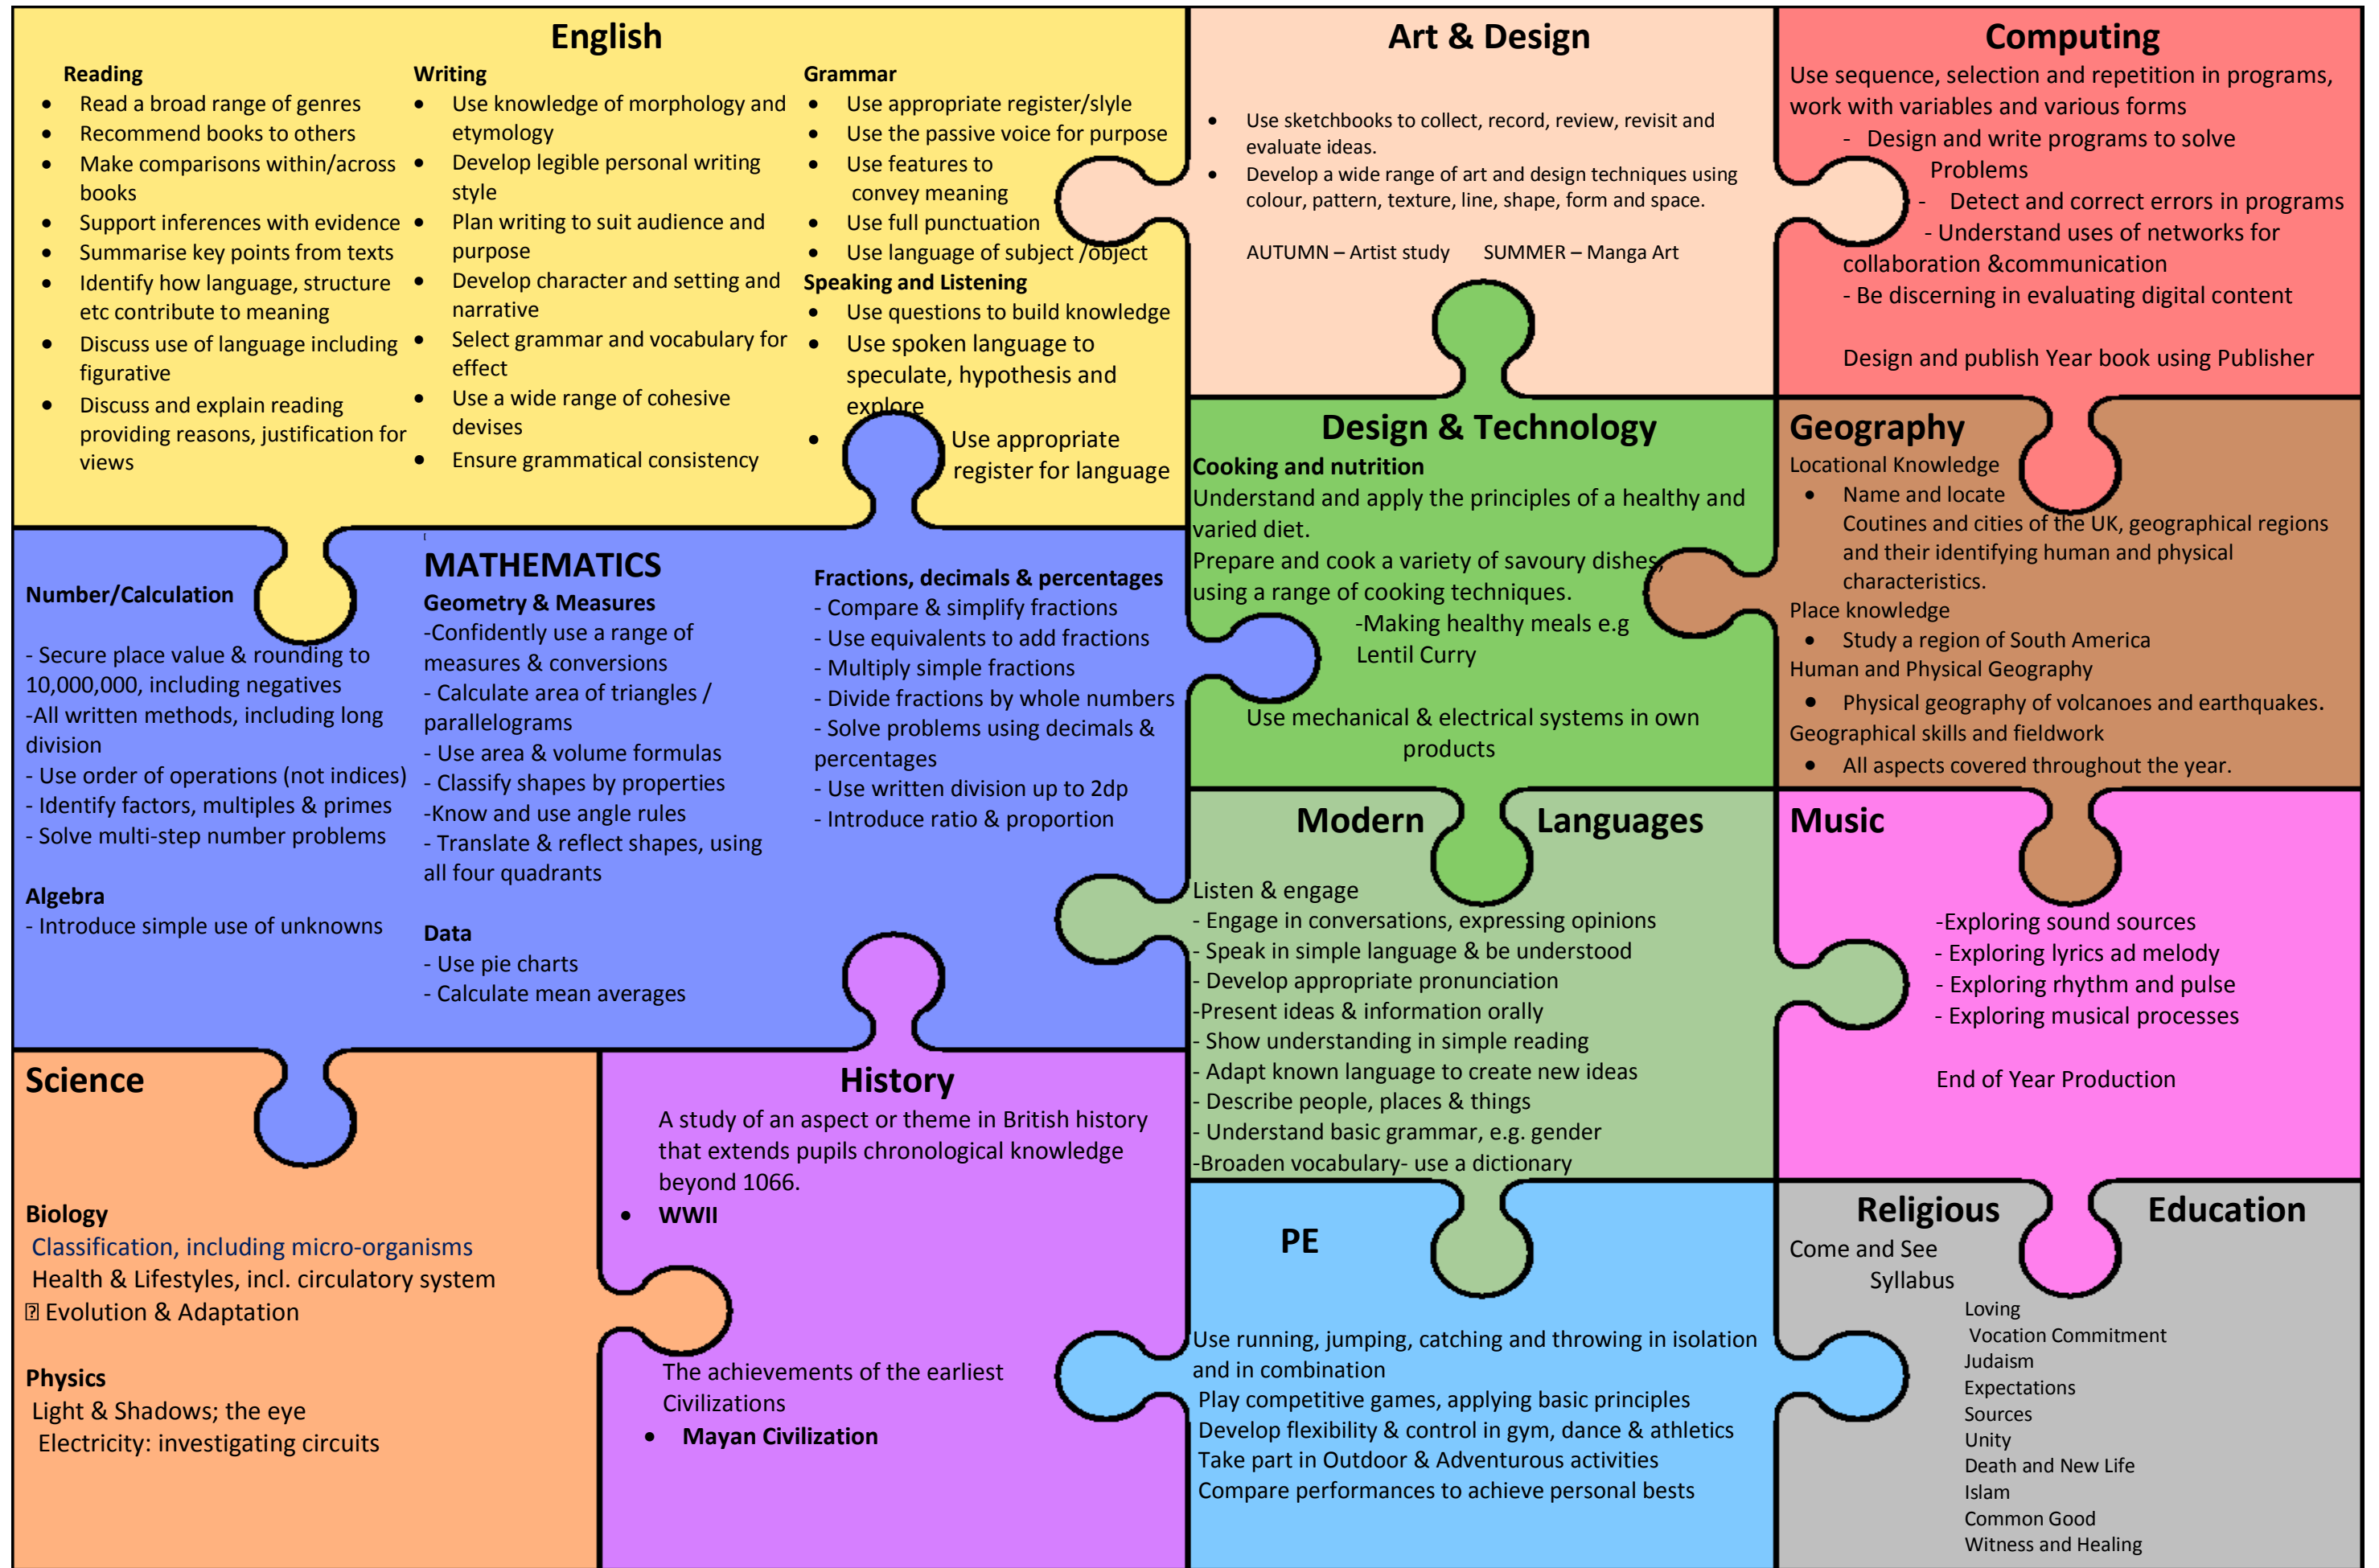 English
Reading
• Read a broad range of genres
• Recommend books to others
• Make comparisons within/across
books
• Support inferences with evidence
• Summarise key points from texts
• Identify how language, structure
etc contribute to meaning
• Discuss use of language including
figurative
• Discuss and explain reading
providing reasons, justification for
views
Writing
• Use knowledge of morphology and
etymology
• Develop legible personal writing
style
• Plan writing to suit audience and
purpose
• Develop character and setting and
narrative
• Select grammar and vocabulary for
effect
• Use a wide range of cohesive
devises
• Ensure grammatical consistency
Grammar
• Use appropriate register/slyle
• Use the passive voice for purpose
• Use features to
convey meaning
• Use full punctuation
• Use language of subject /object
Speaking and Listening
• Use questions to build knowledge
• Use spoken language to
speculate, hypothesis and
explore
• Use appropriate
register for language
Art & Design
• Use sketchbooks to collect, record, review, revisit and
evaluate ideas.
• Develop a wide range of art and design techniques using
colour, pattern, texture, line, shape, form and space.
AUTUMN – Artist study SUMMER – Manga Art
Computing
Use sequence, selection and repetition in programs,
work with variables and various forms
- Design and write programs to solve
Problems
- Detect and correct errors in programs
- Understand uses of networks for
collaboration &communication
- Be discerning in evaluating digital content
Design and publish Year book using Publisher
MATHEMATICS
Number/Calculation
- Secure place value & rounding to
10,000,000, including negatives
-All written methods, including long
division
- Use order of operations (not indices)
- Identify factors, multiples & primes
- Solve multi-step number problems
Algebra
- Introduce simple use of unknowns
Geometry & Measures
-Confidently use a range of
measures & conversions
- Calculate area of triangles /
parallelograms
- Use area & volume formulas
- Classify shapes by properties
-Know and use angle rules
- Translate & reflect shapes, using
all four quadrants
Data
- Use pie charts
- Calculate mean averages
Fractions, decimals & percentages
- Compare & simplify fractions
- Use equivalents to add fractions
- Multiply simple fractions
- Divide fractions by whole numbers
- Solve problems using decimals &
percentages
- Use written division up to 2dp
- Introduce ratio & proportion
Design & Technology
Cooking and nutrition
Understand and apply the principles of a healthy and
varied diet.
Prepare and cook a variety of savoury dishes,
using a range of cooking techniques.
-Making healthy meals e.g
Lentil Curry
Use mechanical & electrical systems in own
products
Geography
Locational Knowledge
• Name and locate
Coutines and cities of the UK, geographical regions
and their identifying human and physical
characteristics.
Place knowledge
• Study a region of South America
Human and Physical Geography
• Physical geography of volcanoes and earthquakes.
Geographical skills and fieldwork
• All aspects covered throughout the year.
Modern Languages
Listen & engage
- Engage in conversations, expressing opinions
- Speak in simple language & be understood
- Develop appropriate pronunciation
-Present ideas & information orally
- Show understanding in simple reading
- Adapt known language to create new ideas
- Describe people, places & things
- Understand basic grammar, e.g. gender
-Broaden vocabulary- use a dictionary
Music
-Exploring sound sources
- Exploring lyrics ad melody
- Exploring rhythm and pulse
- Exploring musical processes
End of Year Production
Science
Biology
Classification, including micro-organisms
Health & Lifestyles, incl. circulatory system
Evolution & Adaptation
Physics
Light & Shadows; the eye
Electricity: investigating circuits
History
A study of an aspect or theme in British history
that extends pupils chronological knowledge
beyond 1066.
• WWII
The achievements of the earliest
Civilizations
• Mayan Civilization
PE
Use running, jumping, catching and throwing in isolation
and in combination
Play competitive games, applying basic principles
Develop flexibility & control in gym, dance & athletics
Take part in Outdoor & Adventurous activities
Compare performances to achieve personal bests
Religious Education
Come and See
Syllabus
Loving
Vocation Commitment
Judaism
Expectations
Sources
Unity
Death and New Life
Islam
Common Good
Witness and Healing